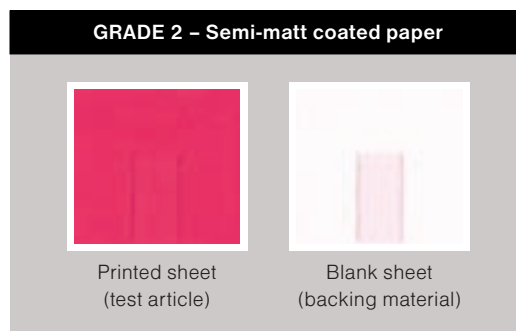 GRADE 2 – Semi-matt coated paper
Printed sheet
(test article)
Blank sheet
(backing material)